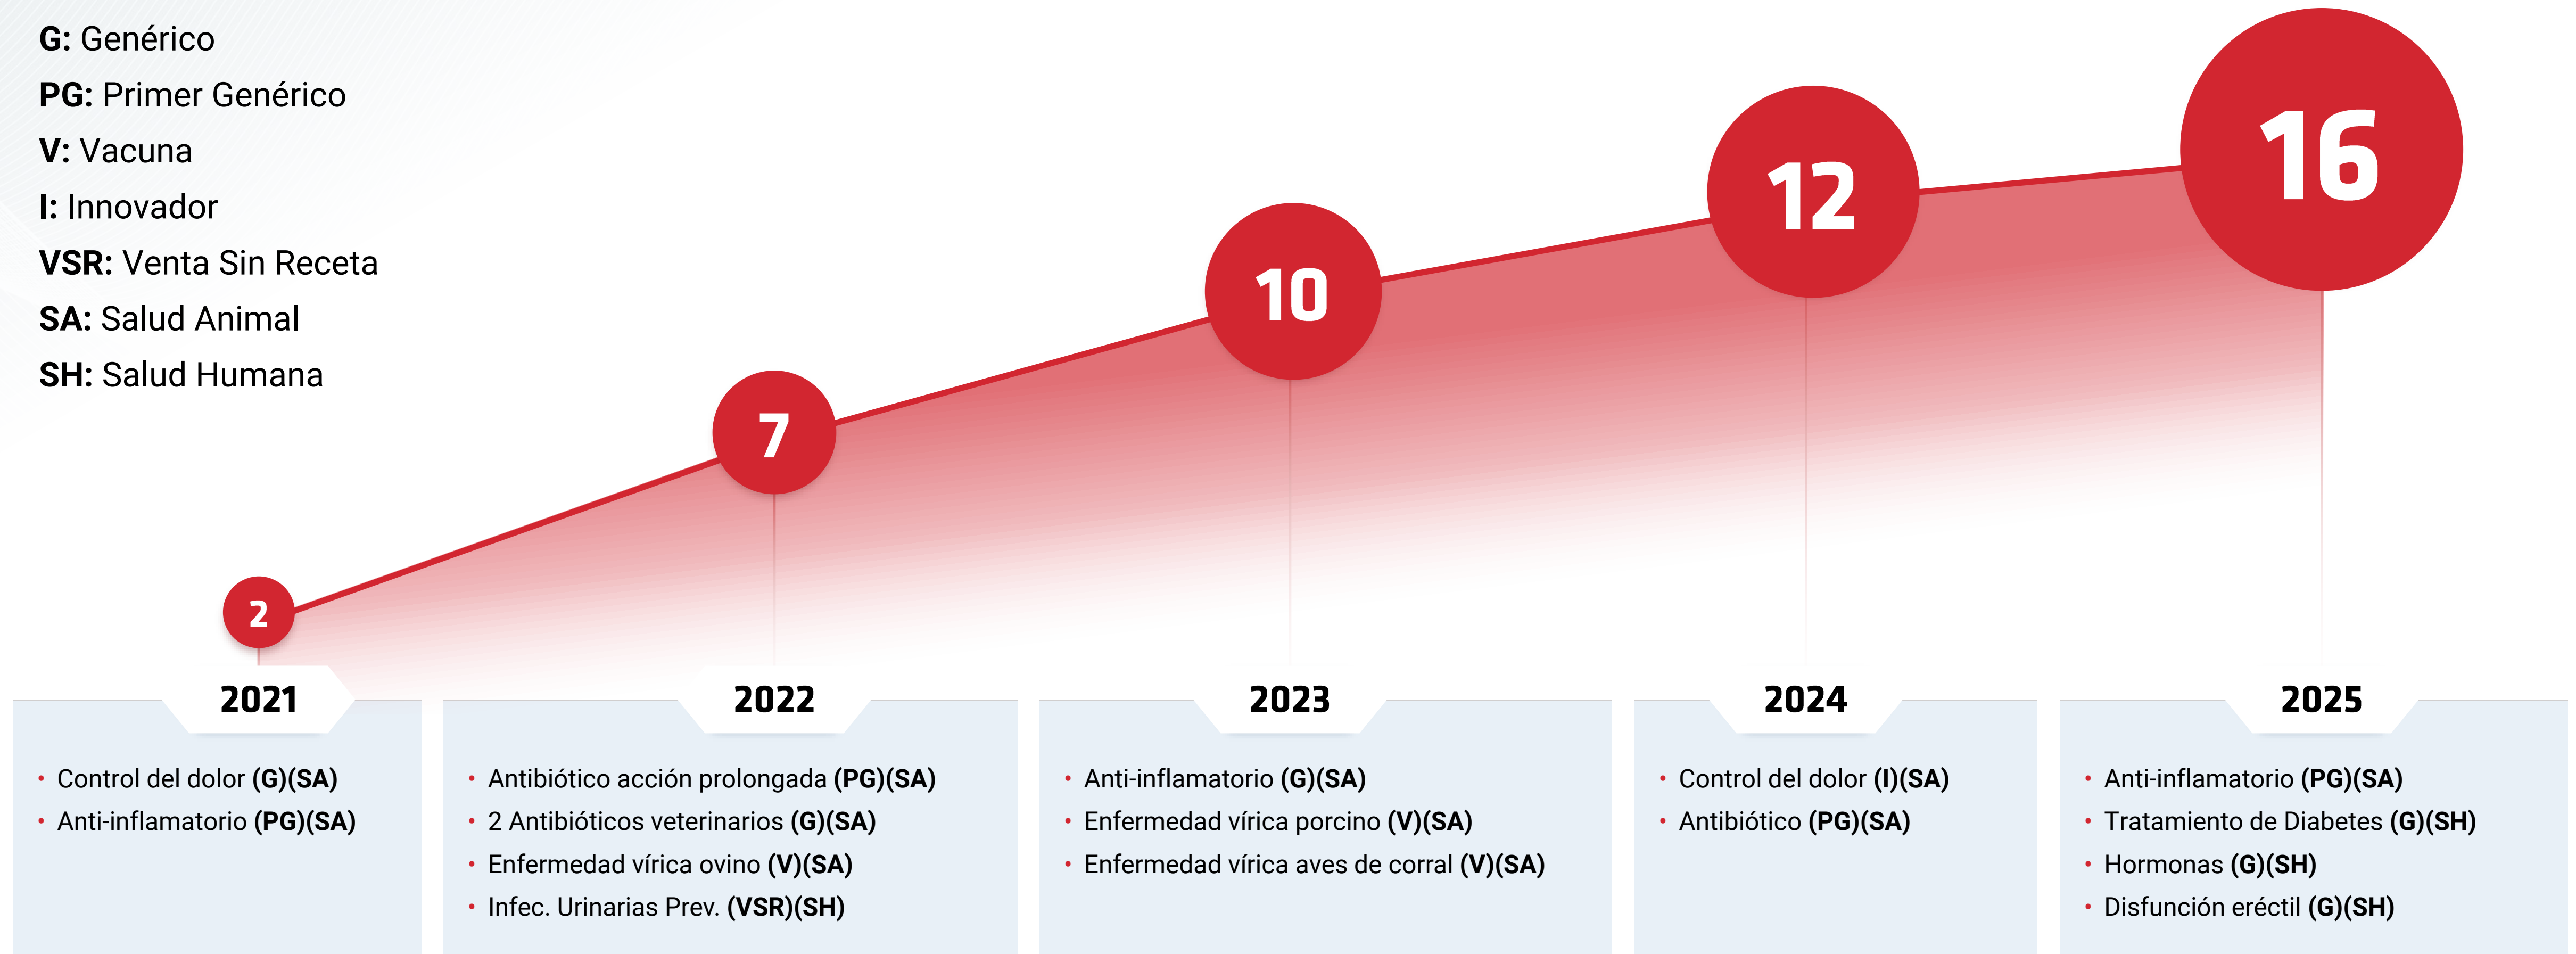 G: Genérico
PG: Primer Genérico
V: Vacuna
I: Innovador
VSR: Venta Sin Receta
SA: Salud Animal
SH: Salud Humana
2
7
10
12
16
2021
• Control del dolor (G)(SA)
• Anti-inflamatorio (PG)(SA)
2022
• Antibiótico acción prolongada (PG)(SA)
• 2 Antibióticos veterinarios (G)(SA)
• Enfermedad vírica ovino (V)(SA)
• Infec. Urinarias Prev. (VSR)(SH)
2023
• Anti-inflamatorio (G)(SA)
• Enfermedad vírica porcino (V)(SA)
• Enfermedad vírica aves de corral (V)(SA)
2024
• Control del dolor (I)(SA)
• Antibiótico (PG)(SA)
2025
• Anti-inflamatorio (PG)(SA)
• Tratamiento de Diabetes (G)(SH)
• Hormonas (G)(SH)
• Disfunción eréctil (G)(SH)